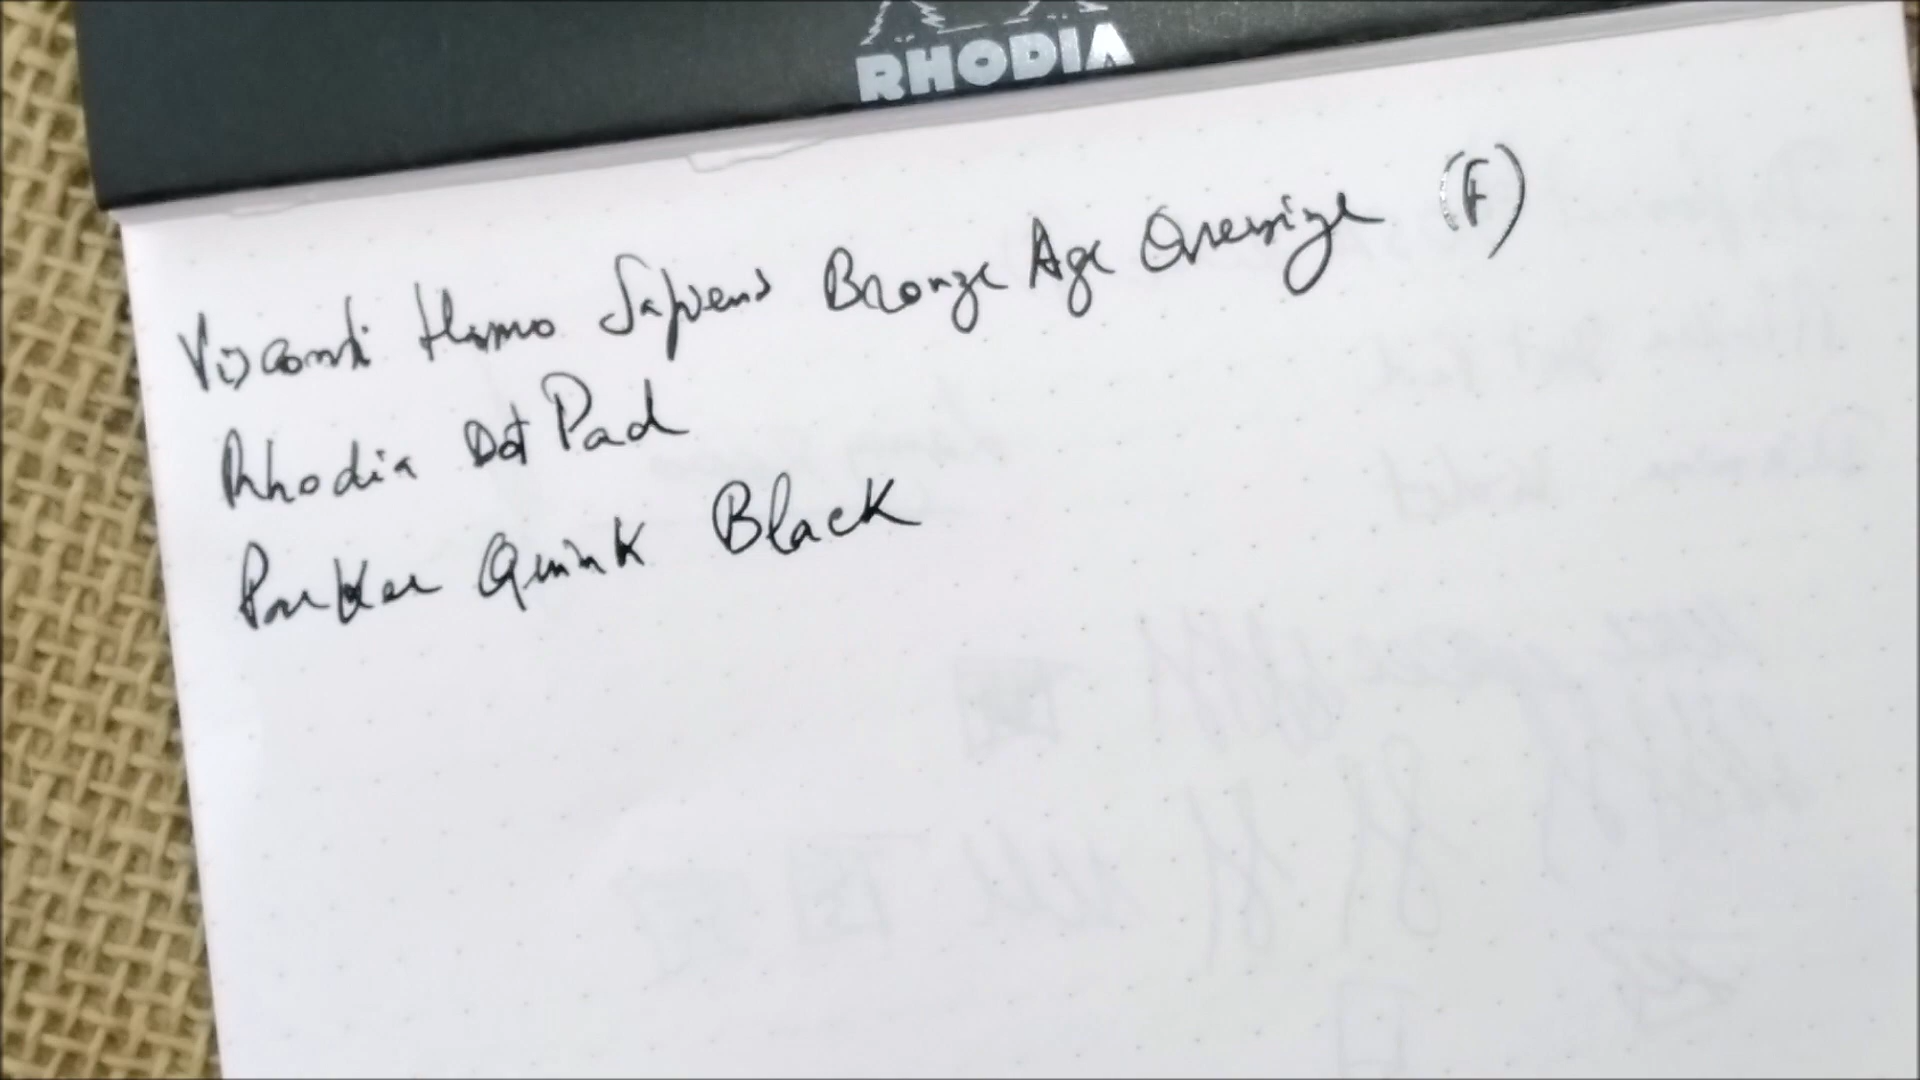 RHODIA
Visconti Homo Sapiens Bronze Age Oversize (F)
Rhodia Dot Pad
Parker Quink Black